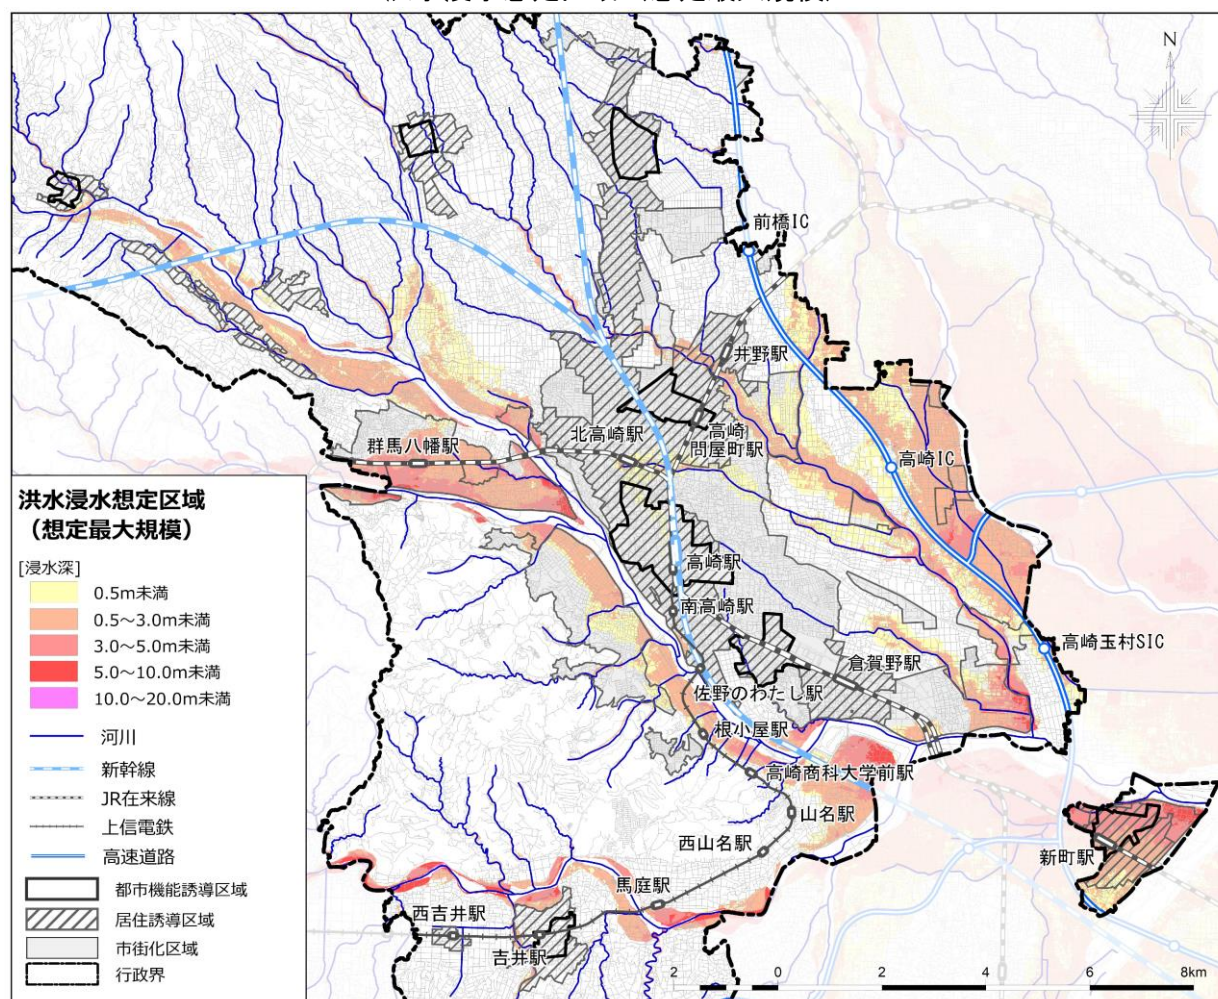 N
前橋IC
井野駅
北高崎駅
高崎
問屋町駅
群馬八幡駅
高崎IC
高崎駅
南高崎駅
高崎玉村SIC
倉賀野駅
佐野のわたし駅
根小屋駅
高崎商科大学前駅
山名駅
西山名駅
新町駅
馬庭駅
西吉井駅
吉井駅
洪水浸水想定区域
（想定最大規模）
[浸水深]
0.5m未満
0.5～3.0m未満
3.0～5.0m未満
5.0～10.0m未満
10.0～20.0m未満
河川
新幹線
JR在来線
上信電鉄
高速道路
都市機能誘導区域
居住誘導区域
市街化区域
行政界
2 0 2 4 6 8km